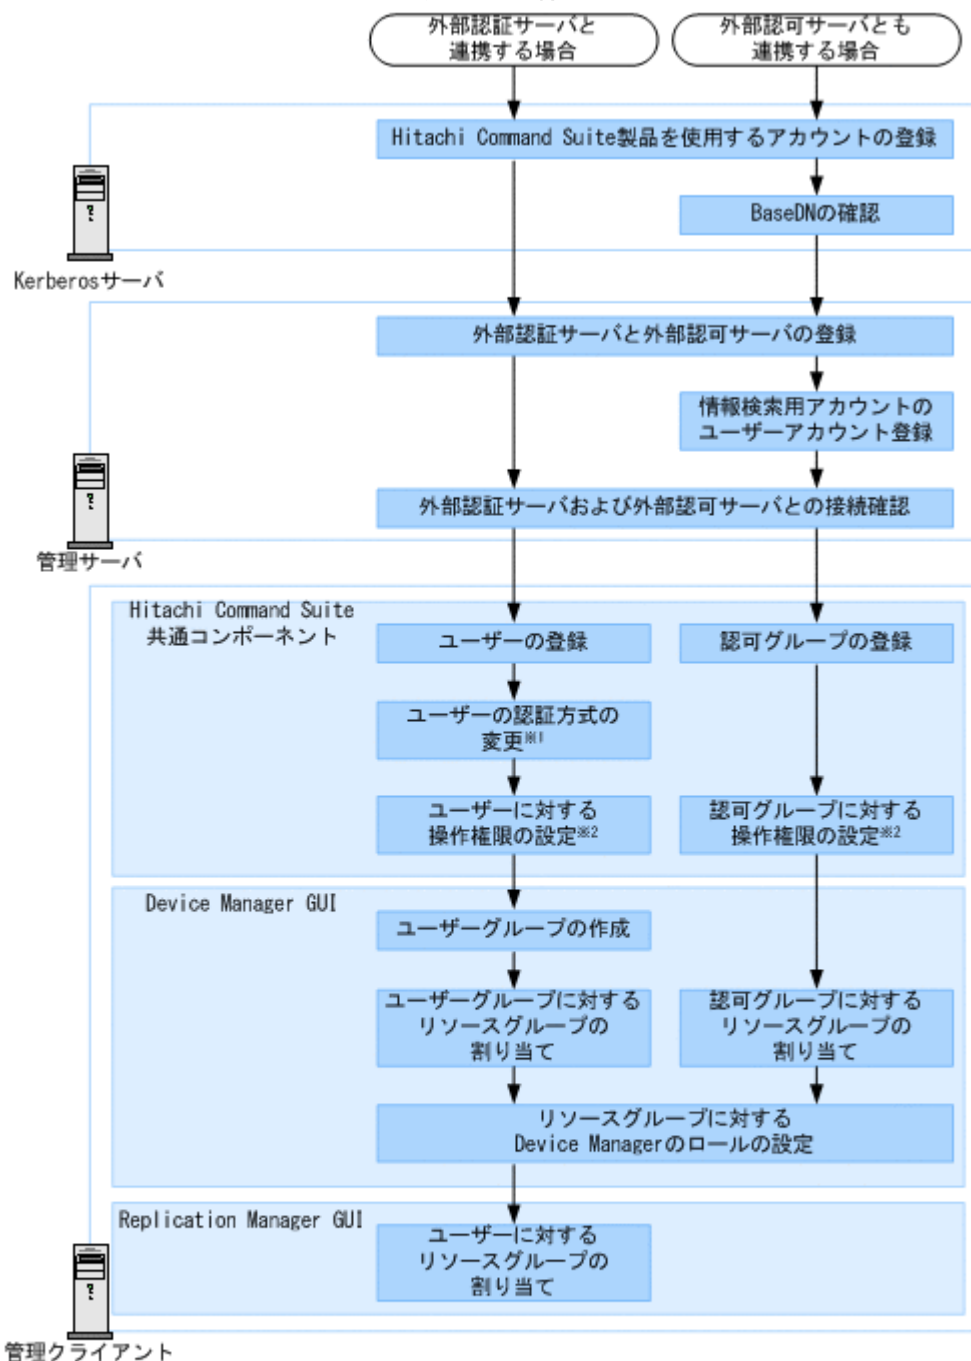 外部認証サーバと
連携する場合
外部認可サーバとも
連携する場合
Hitachi Command Suite製品を使用するアカウントの登録
BaseDNの確認
Kerberosサーバ
外部認証サーバと外部認可サーバの登録
情報検索用アカウントの
ユーザーアカウント登録
外部認証サーバおよび外部認可サーバとの接続確認
管理サーバ
Hitachi Command Suite
共通コンポーネント
ユーザーの登録
認可グループの登録
ユーザーの認証方式の
変更※1
ユーザーに対する
操作権限の設定※2
認可グループに対する
操作権限の設定※2
Device Manager GUI
ユーザーグループの作成
ユーザーグループに対する
リソースグループの
割り当て
認可グループに対する
リソースグループの
割り当て
リソースグループに対する
Device Managerのロールの設定
Replication Manager GUI
ユーザーに対する
リソースグループの
割り当て
管理クライアント